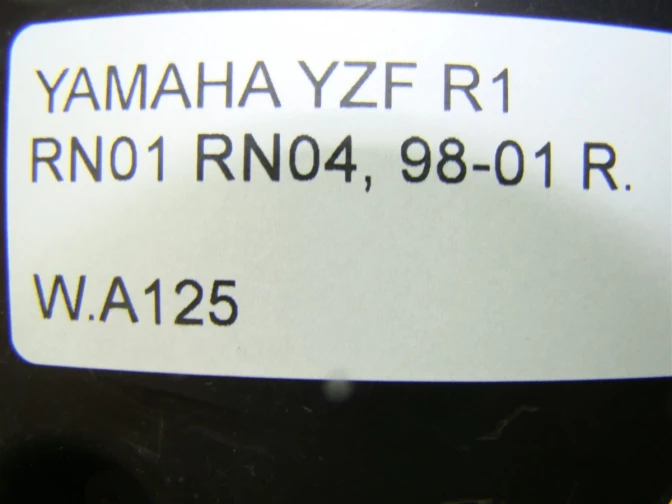 YAMAHA YZF R1
RN01 RN04, 98-01 R.
W.A125